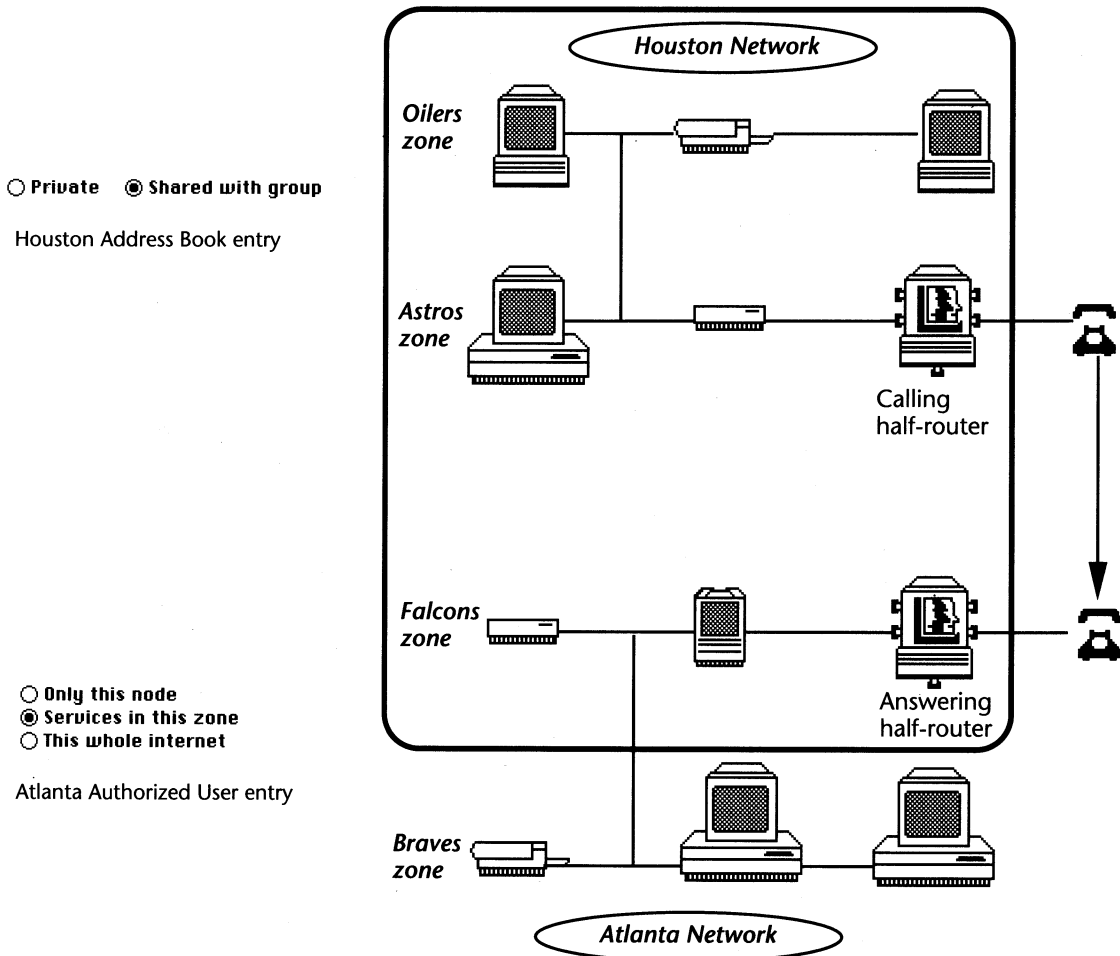 Houston Network
Oilers
zone
Private Shared with group
Houston Address Book entry
Astros
zone
Calling
half-router
Falcons
zone
Only this node
Services in this zone
This whole internet
Answering
half-router
Atlanta Authorized User entry
Braves
zone
Atlanta Network